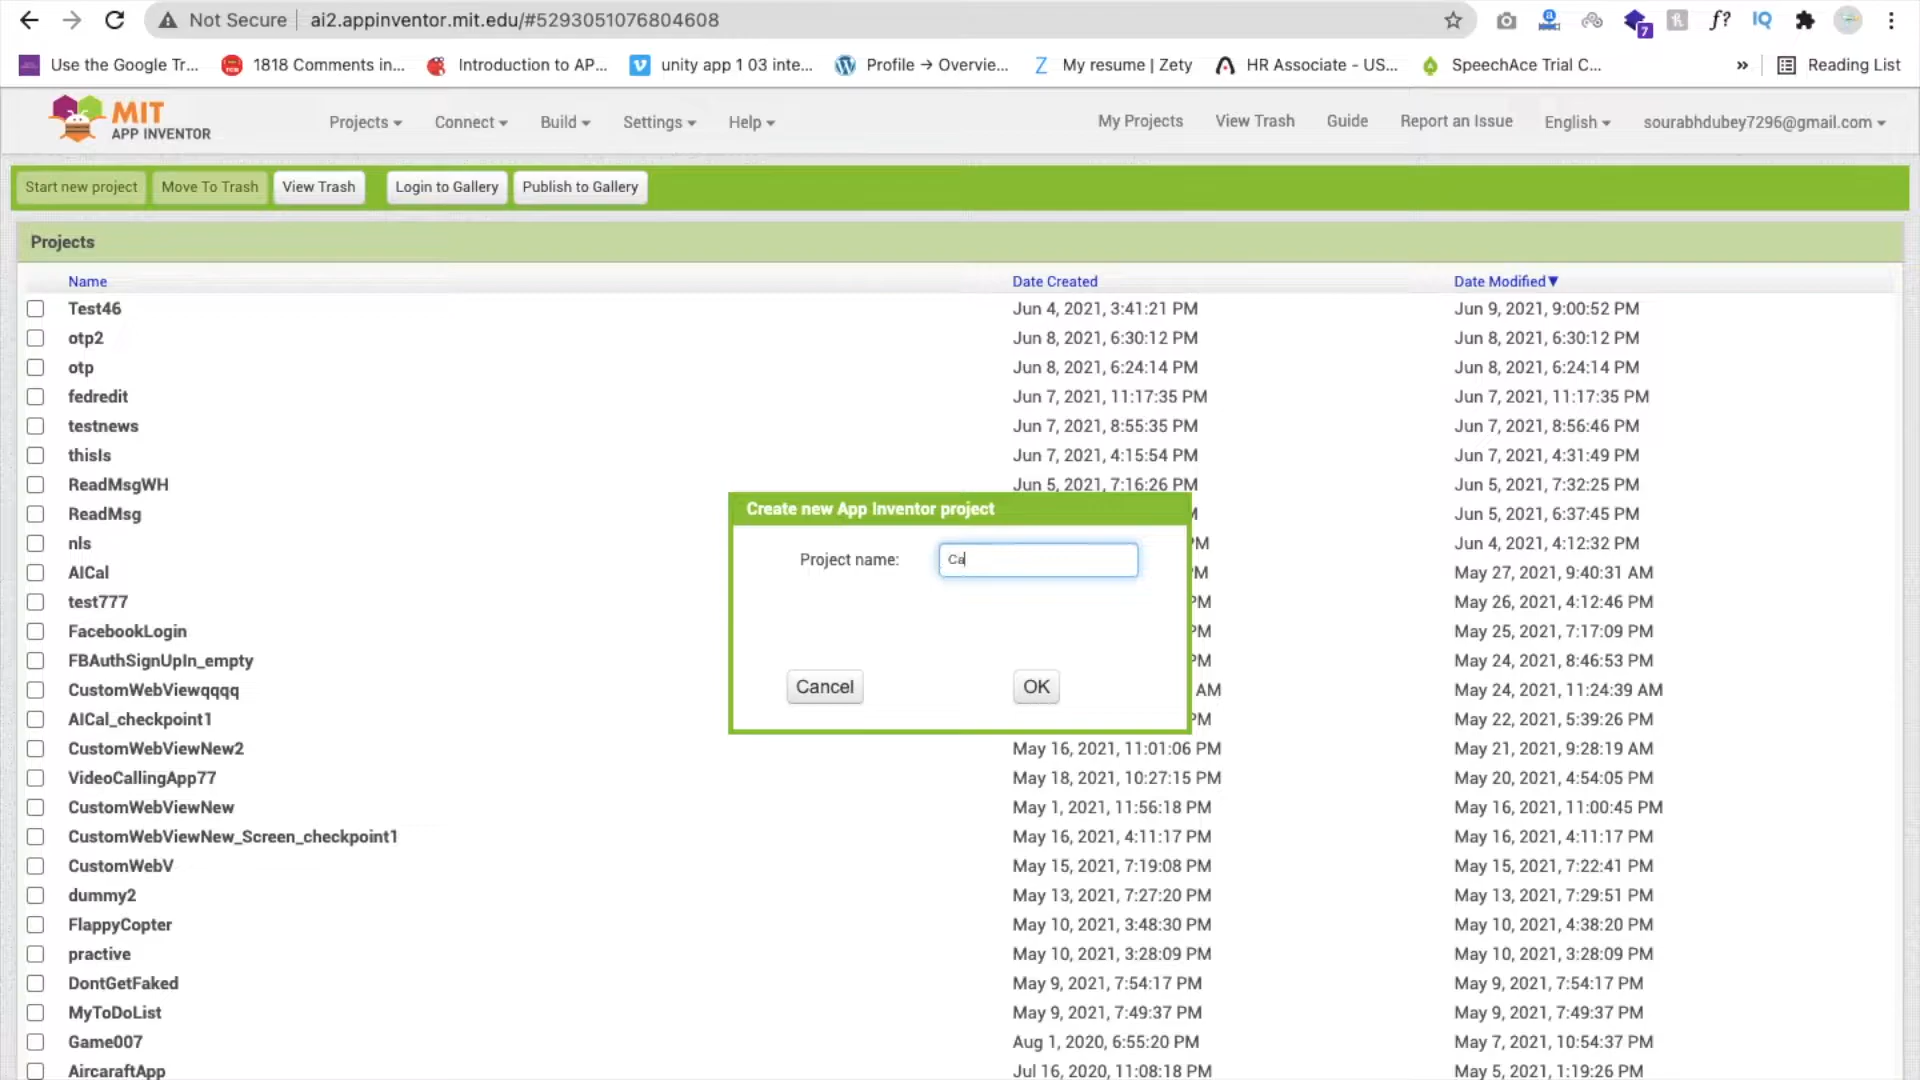 Not Secure ai2.appinventor.mit.edu/#5293051076804608
7 f? IQ
Use the Google Tr... 1818 Comments in... Introduction to AP... unity app 1 03 inte... Profile → Overvie... My resume | Zety HR Associate - US... SpeechAce Trial C... » Reading List
MIT APP INVENTOR
Projects Connect Build Settings Help My Projects View Trash Guide Report an Issue English sourabhdubey7296@gmail.com
Start new project Move To Trash View Trash Login to Gallery Publish to Gallery
Projects
Name Date Created Date Modified▼
Test46 Jun 4, 2021, 3:41:21 PM Jun 9, 2021, 9:00:52 PM
otp2 Jun 8, 2021, 6:30:12 PM Jun 8, 2021, 6:30:12 PM
otp Jun 8, 2021, 6:24:14 PM Jun 8, 2021, 6:24:14 PM
fedredit Jun 7, 2021, 11:17:35 PM Jun 7, 2021, 11:17:35 PM
testnews Jun 7, 2021, 8:55:35 PM Jun 7, 2021, 8:56:46 PM
thisIs Jun 7, 2021, 4:15:54 PM Jun 7, 2021, 4:31:49 PM
ReadMsgWH Jun 5, 2021, 7:16:26 PM Jun 5, 2021, 7:32:25 PM
ReadMsg Jun 5, 2021, 6:37:45 PM
nls PM Jun 4, 2021, 4:12:32 PM
AICal PM May 27, 2021, 9:40:31 AM
test777 PM May 26, 2021, 4:12:46 PM
FacebookLogin PM May 25, 2021, 7:17:09 PM
FBAuthSignUpIn_empty PM May 24, 2021, 8:46:53 PM
CustomWebViewqqqq AM May 24, 2021, 11:24:39 AM
AICal_checkpoint1 PM May 22, 2021, 5:39:26 PM
CustomWebViewNew2 May 16, 2021, 11:01:06 PM May 21, 2021, 9:28:19 AM
VideoCallingApp77 May 18, 2021, 10:27:15 PM May 20, 2021, 4:54:05 PM
CustomWebViewNew May 1, 2021, 11:56:18 PM May 16, 2021, 11:00:45 PM
CustomWebViewNew_Screen_checkpoint1 May 16, 2021, 4:11:17 PM May 16, 2021, 4:11:17 PM
CustomWebV May 15, 2021, 7:19:08 PM May 15, 2021, 7:22:41 PM
dummy2 May 13, 2021, 7:27:20 PM May 13, 2021, 7:29:51 PM
FlappyCopter May 10, 2021, 3:48:30 PM May 10, 2021, 4:38:20 PM
practive May 10, 2021, 3:28:09 PM May 10, 2021, 3:28:09 PM
DontGetFaked May 9, 2021, 7:54:17 PM May 9, 2021, 7:54:17 PM
MyToDoList May 9, 2021, 7:49:37 PM May 9, 2021, 7:49:37 PM
Game007 Aug 1, 2020, 6:55:20 PM May 7, 2021, 10:54:37 PM
AircaraftApp Jul 16, 2020, 11:08:18 PM May 5, 2021, 1:19:26 PM
Create new App Inventor project
Project name: Ca
Cancel OK